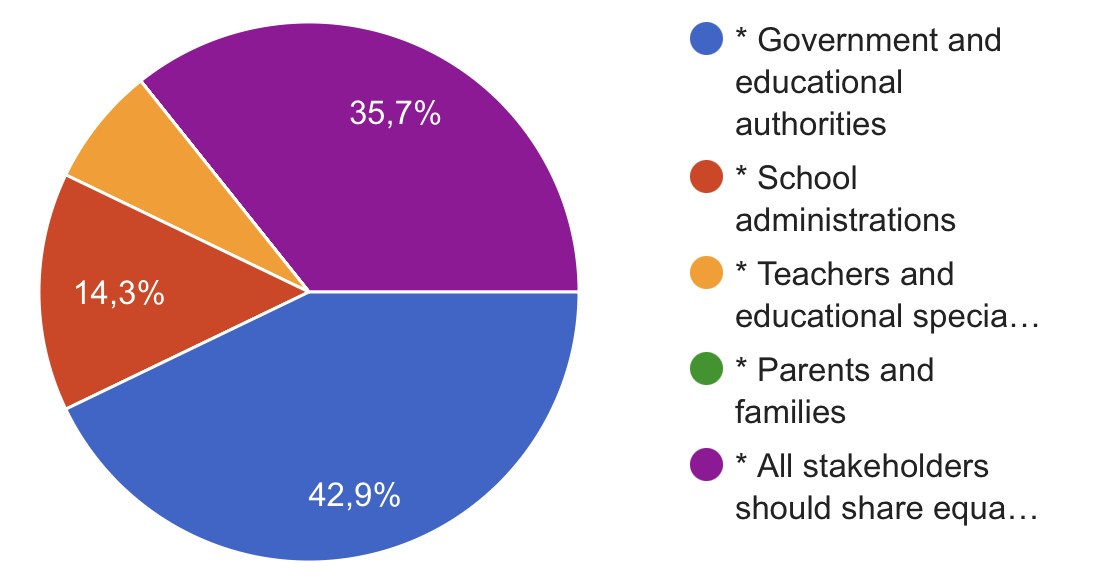 35,7%
14,3%
42,9%
* Government and
educational
authorities
* School
administrations
* Teachers and
educational specia…
* Parents and
families
* All stakeholders
should share equa…